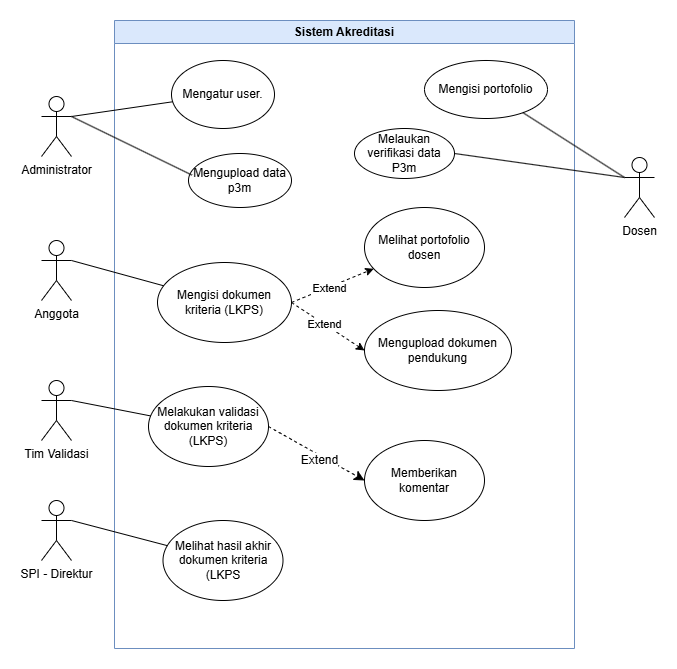 Sistem Akreditasi
Mengatur user.
Mengisi portofolio
Administrator
Mengupload data
p3m
Melaukan
verifikasi data
P3m
Dosen
Anggota
Mengisi dokumen
kriteria (LKPS)
Extend
Melihat portofolio
dosen
Extend
Mengupload dokumen
pendukung
Tim Validasi
Melakukan validasi
dokumen kriteria
(LKPS)
Extend
Memberikan
komentar
SPI - Direktur
Melihat hasil akhir
dokumen kriteria
(LKPS